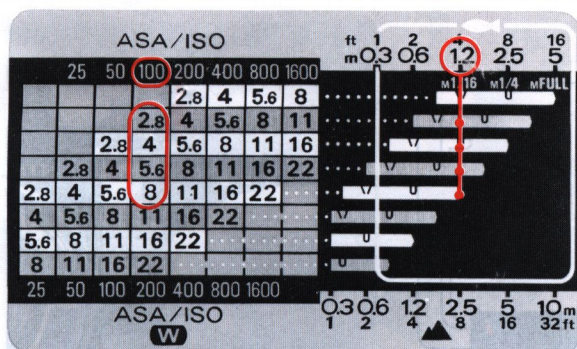 ASA/ISO
ft 1 2 4 8 16
m 0.3 0.6 1.2 2.5 5
25 50 100 200 400 800 1600
M1/16 M1/4 MFULL
2.8 4 5.6 8 U
2.8 4 5.6 8 11 U
2.8 4 5.6 8 11 16 U
2.8 4 5.6 8 11 16 22 U
2.8 4 5.6 8 11 16 22 U
4 5.6 8 11 16 22 U
5.6 8 11 16 22 U
8 11 16 22 U
25 50 100 200 400 800 1600
0.3 0.6 1.2 2.5 5 10 m
1 2 4 8 16 32 ft
ASA/ISO
W